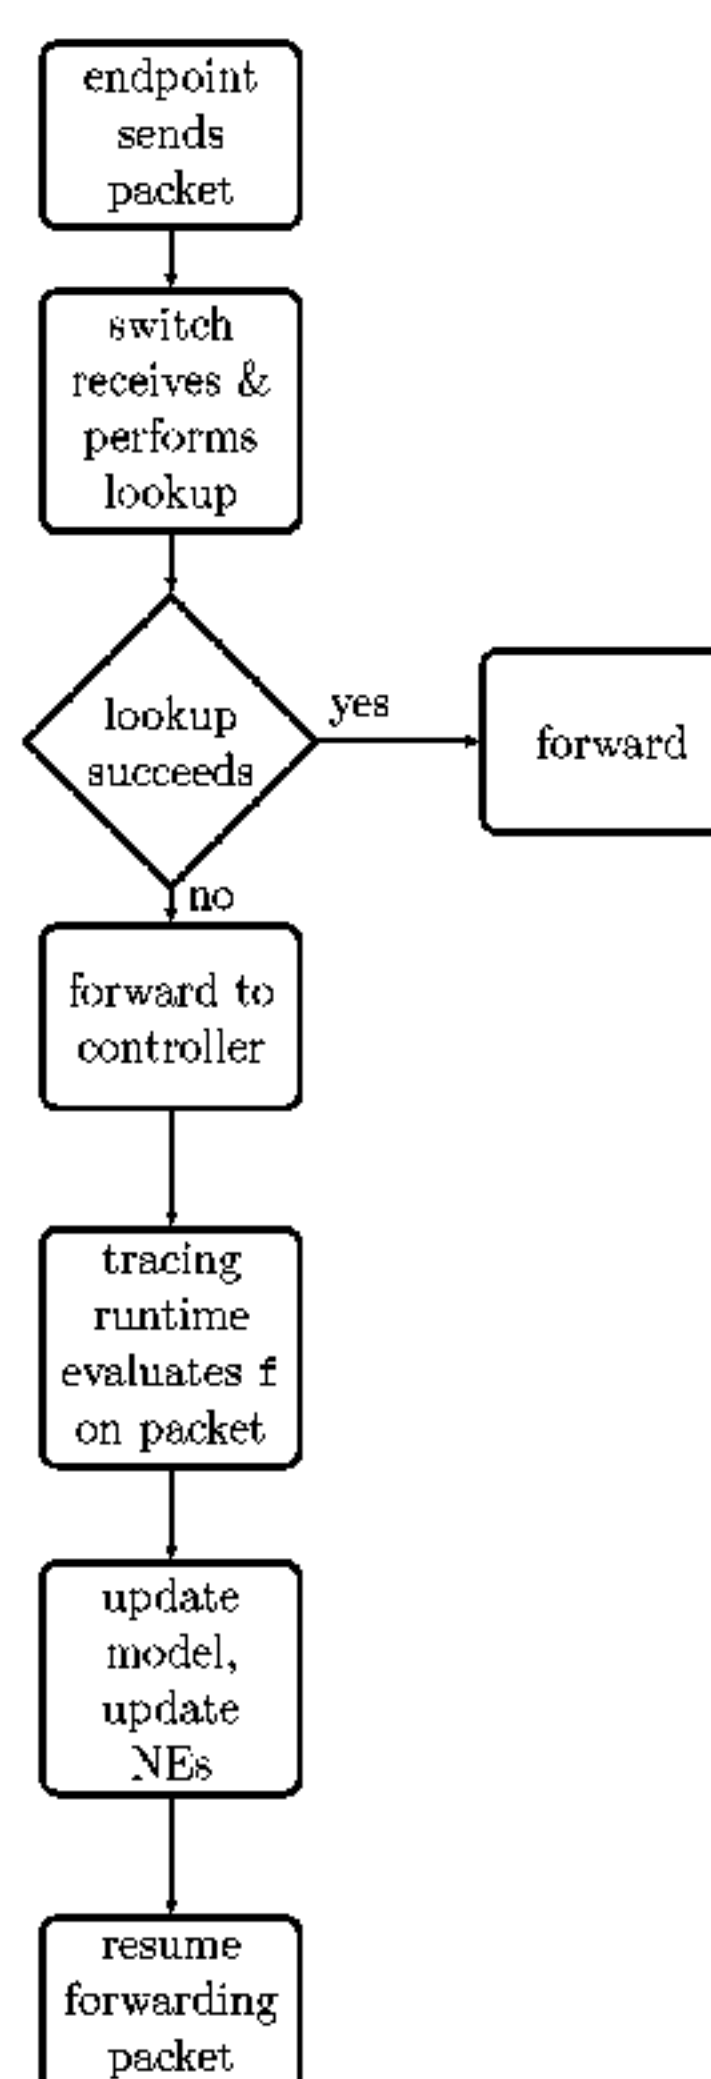 endpoint
sends
packet
switch
receives &
performs
lookup
lookup
succeeds
yes
forward
no
forward to
controller
tracing
runtime
evaluates f
on packet
update
model,
update
NEs
resume
forwarding
packet